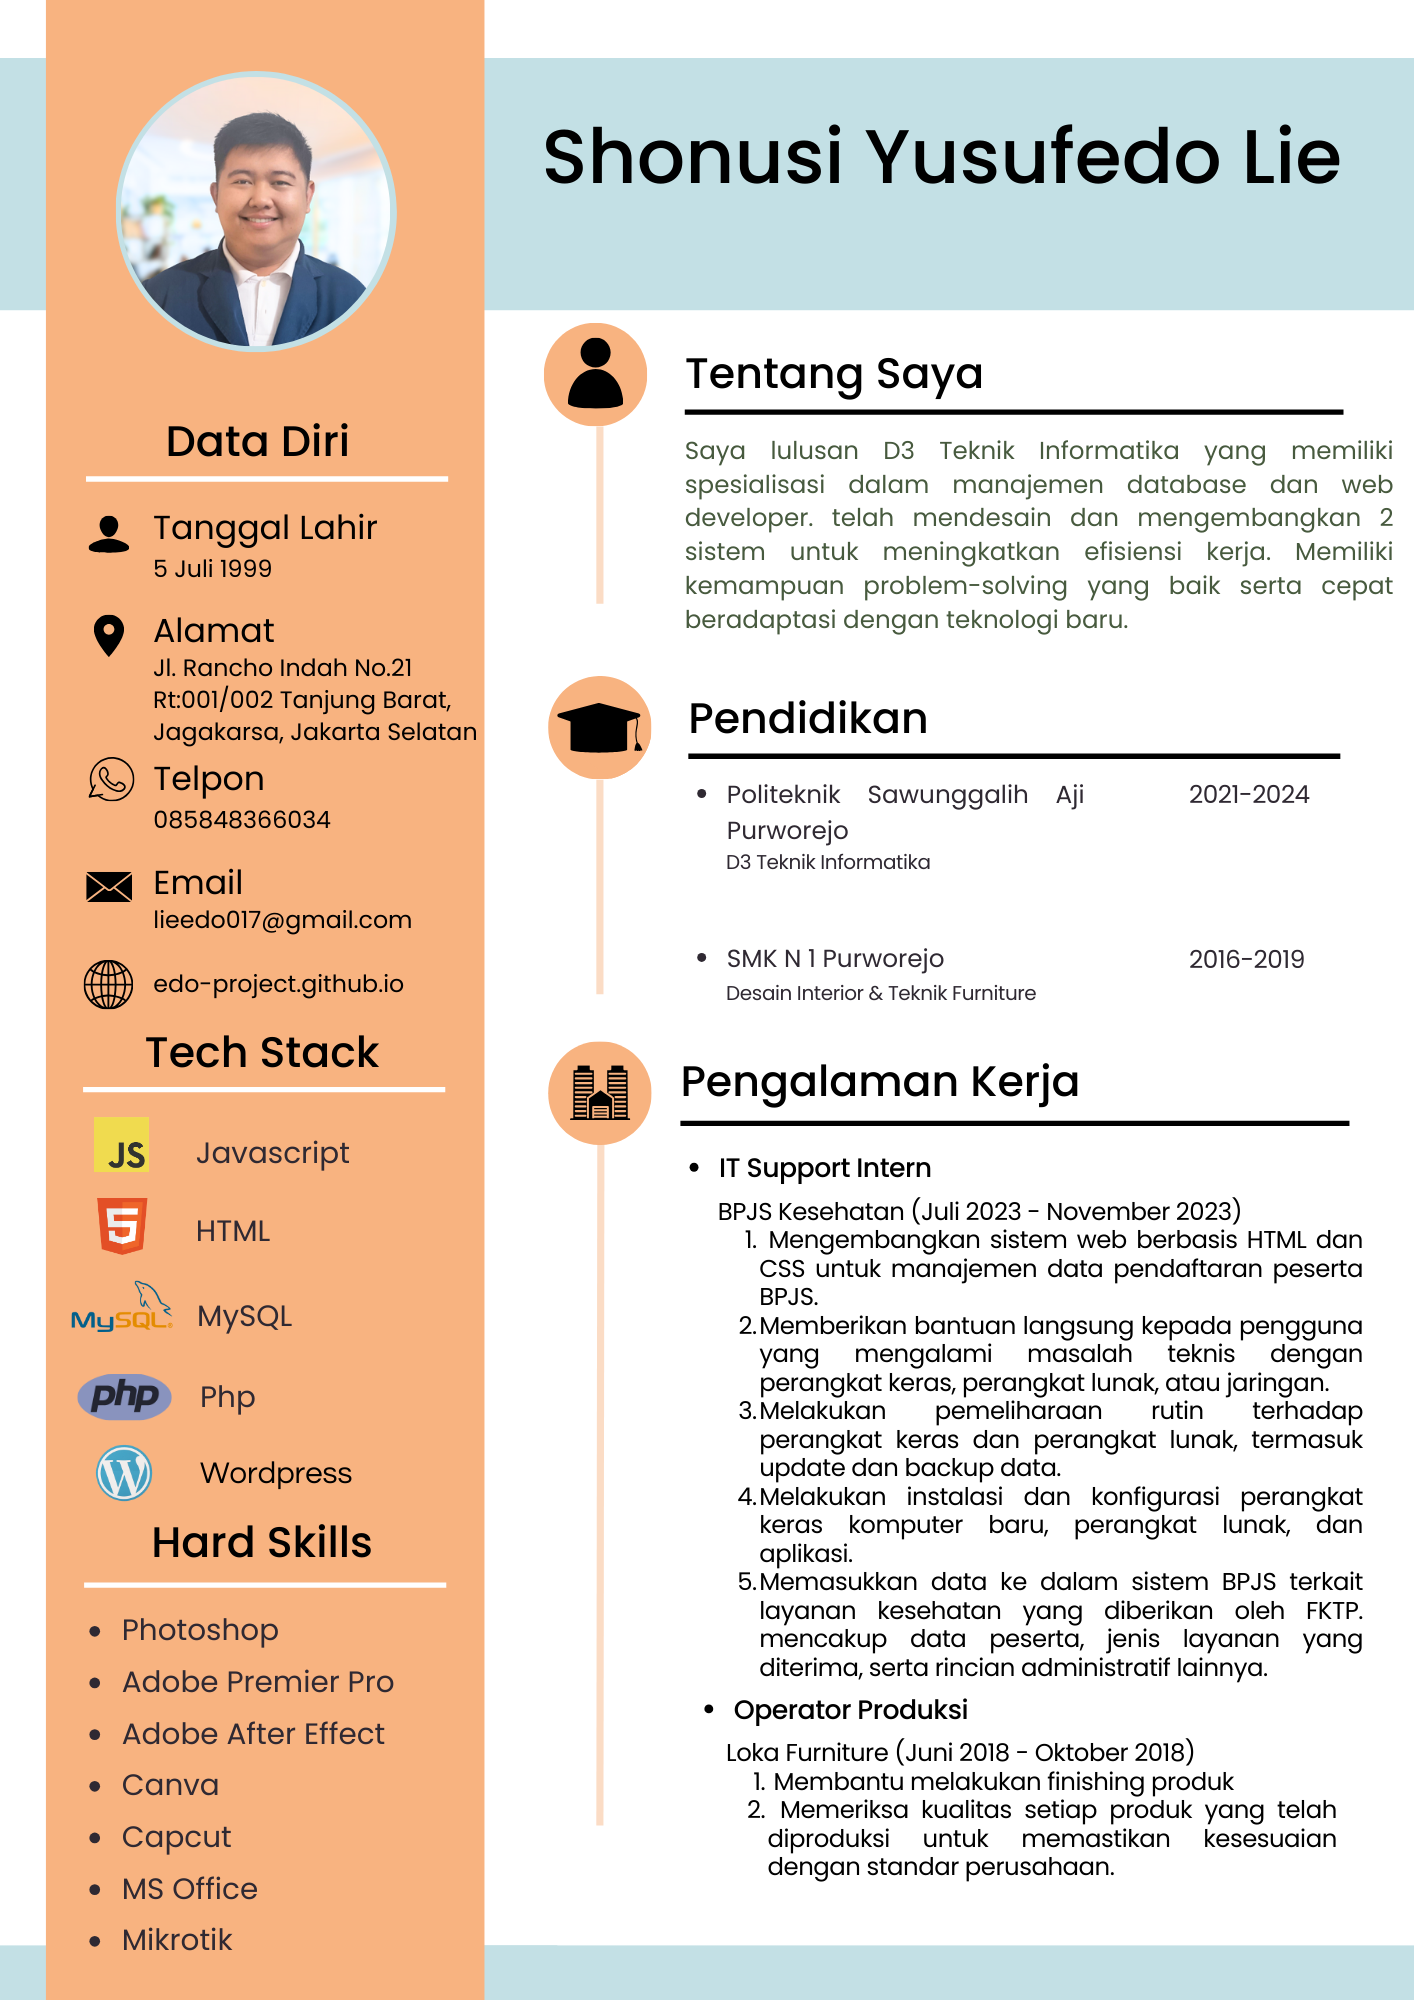 Shonusi Yusufedo Lie
Data Diri
Tanggal Lahir
5 Juli 1999
Alamat
Jl. Rancho Indah No.21
Rt:001/002 Tanjung Barat,
Jagakarsa, Jakarta Selatan
Telpon
085848366034
Email
lieedo017@gmail.com
edo-project.github.io
Tech Stack
JS Javascript
5 HTML
MySQL MySQL
php Php
W Wordpress
Hard Skills
• Photoshop
• Adobe Premier Pro
• Adobe After Effect
• Canva
• Capcut
• MS Office
• Mikrotik
Tentang Saya
Saya lulusan D3 Teknik Informatika yang memiliki
spesialisasi dalam manajemen database dan web
developer. telah mendesain dan mengembangkan 2
sistem untuk meningkatkan efisiensi kerja. Memiliki
kemampuan problem-solving yang baik serta cepat
beradaptasi dengan teknologi baru.
Pendidikan
• Politeknik Sawunggalih Aji 2021-2024
Purworejo
D3 Teknik Informatika
• SMK N 1 Purworejo 2016-2019
Desain Interior & Teknik Furniture
Pengalaman Kerja
• IT Support Intern
BPJS Kesehatan (Juli 2023 - November 2023)
1. Mengembangkan sistem web berbasis HTML dan
CSS untuk manajemen data pendaftaran peserta
BPJS.
2. Memberikan bantuan langsung kepada pengguna
yang mengalami masalah teknis dengan
perangkat keras, perangkat lunak, atau jaringan.
3. Melakukan pemeliharaan rutin terhadap
perangkat keras dan perangkat lunak, termasuk
update dan backup data.
4. Melakukan instalasi dan konfigurasi perangkat
keras komputer baru, perangkat lunak, dan
aplikasi.
5. Memasukkan data ke dalam sistem BPJS terkait
layanan kesehatan yang diberikan oleh FKTP.
mencakup data peserta, jenis layanan yang
diterima, serta rincian administratif lainnya.
• Operator Produksi
Loka Furniture (Juni 2018 - Oktober 2018)
1. Membantu melakukan finishing produk
2. Memeriksa kualitas setiap produk yang telah
diproduksi untuk memastikan kesesuaian
dengan standar perusahaan.